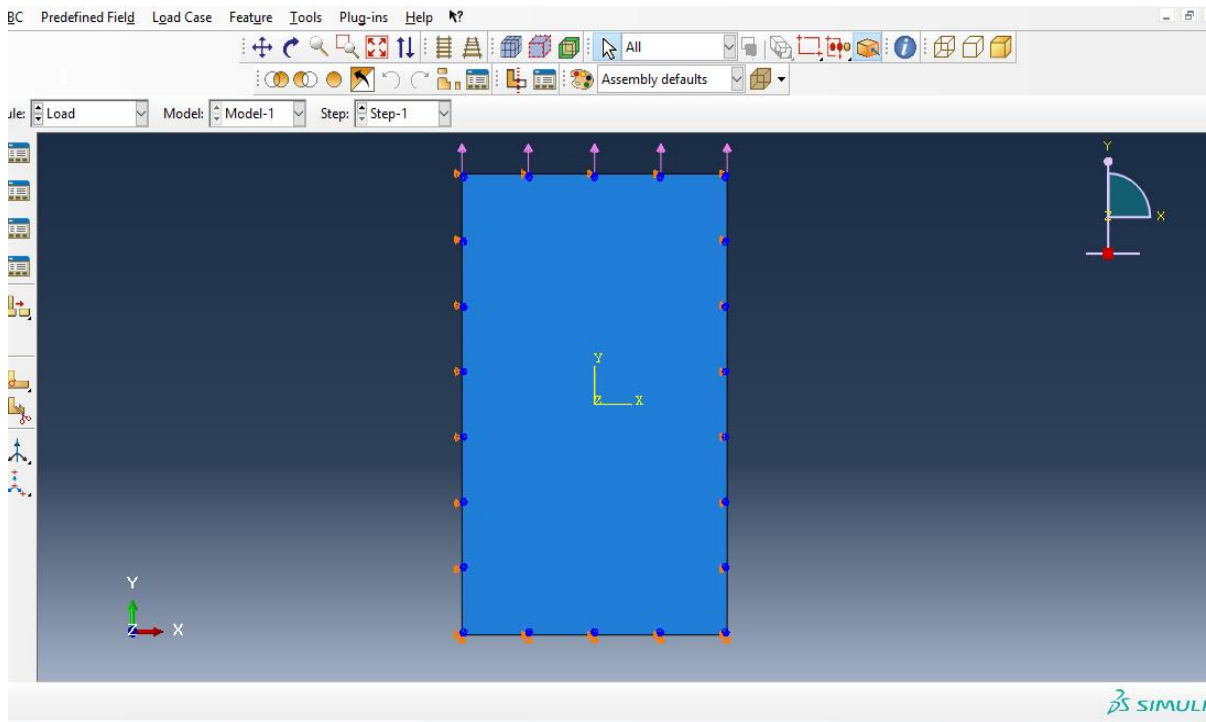 BC Predefined Field Load Case Feature Tools Plug-ins Help
All
Assembly defaults
ule: Load Model: Model-1 Step: Step-1
Y
Z X
Y
Z X
Y
Z X
SIMULI